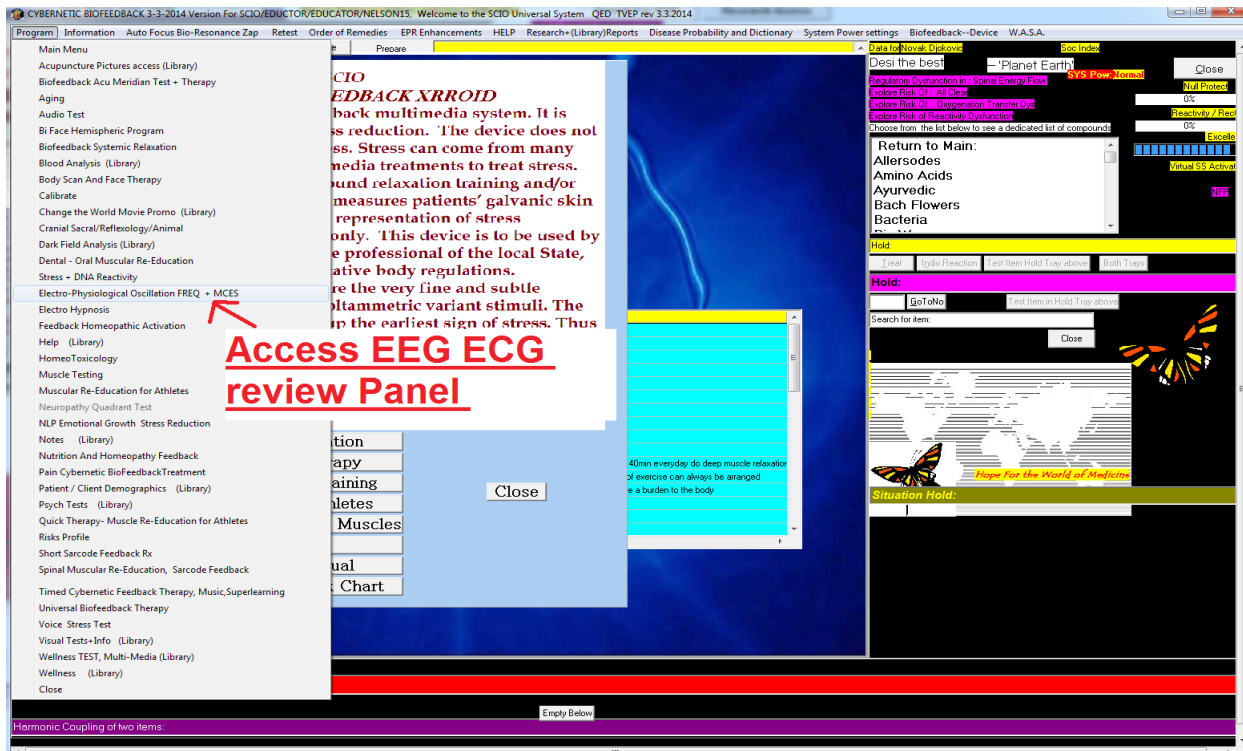 CYBERNETIC BIOFEEDBACK 3-3-2014 Version For SCIO/EDUCTOR/EDUCATOR/NELSON15, Welcome to the SCIO Universal System QED TVEP rev 3.3.2014
Program Information Auto Focus Bio-Resonance Zap Retest Order of Remedies EPR Enhancements HELP Research+(Library)Reports Disease Probability and Dictionary System Power settings Biofeedback--Device W.A.S.A.
Main Menu
Acupuncture Pictures access (Library)
Biofeedback Acu Meridian Test + Therapy
Aging
Audio Test
Bi Face Hemispheric Program
Biofeedback Systemic Relaxation
Blood Analysis (Library)
Body Scan And Face Therapy
Calibrate
Change the World Movie Promo (Library)
Cranial Sacral/Reflexology/Animal
Dark Field Analysis (Library)
Dental - Oral Muscular Re-Education
Stress + DNA Reactivity
Electro-Physiological Oscillation FREQ + MCES
Electro Hypnosis
Feedback Homeopathic Activation
Help (Library)
HomeoToxicology
Muscle Testing
Muscular Re-Education for Athletes
Neuropathy Quadrant Test
NLP Emotional Growth Stress Reduction
Notes (Library)
Nutrition And Homeopathy Feedback
Pain Cybernetic BioFeedbackTreatment
Patient / Client Demographics (Library)
Psych Tests (Library)
Quick Therapy- Muscle Re-Education for Athletes
Risks Profile
Short Sarcode Feedback Rx
Spinal Muscular Re-Education, Sarcode Feedback
Timed Cybernetic Feedback Therapy, Music,Superlearning
Universal Biofeedback Therapy
Voice Stress Test
Visual Tests+Info (Library)
Wellness TEST, Multi-Media (Library)
Wellness (Library)
Close
Prepare
CIO
EDBACK XRROID
back multimedia system. It is
ss reduction. The device does not
ss. Stress can come from many
media treatments to treat stress.
ound relaxation training and/or
measures patients' galvanic skin
representation of stress
only. This device is to be used by
e professional of the local State,
ative body regulations.
re the very fine and subtle
oltammetric variant stimuli. The
up the earliest sign of stress. Thus
Access EEG ECG
review Panel
ation
apy
aining
hletes
Muscles
ual
Chart
Close
40min everyday do deep muscle relaxation
of exercise can always be arranged
e a burden to the body
Data for Novak Djokovic Soc Index
Desi the best – 'Planet Earth'
SYS Pow:Normal
Close
Regulatory Dysfunction in : Spinal Energy Flow
Explore Risk Of : All Clear
Explore Risk Of : Oxygenation Transfer Dys
Explore Risk of Reactivity Dysfunction
Choose from the list below to see a dedicated list of compounds
Null Protect
0%
Reactivity / Rect
0%
Excelle
Virtual SS Activat
NFP
Return to Main:
Allersodes
Amino Acids
Ayurvedic
Bach Flowers
Bacteria
Hold:
Treat Indiv.Reaction Test Item Hold Tray above Both Trays
Hold:
GoToNo Test Item in Hold Tray above
Search for item:
Close
Hope For the World of Medicine
Situation Hold:
Empty Below
Harmonic Coupling of two items: